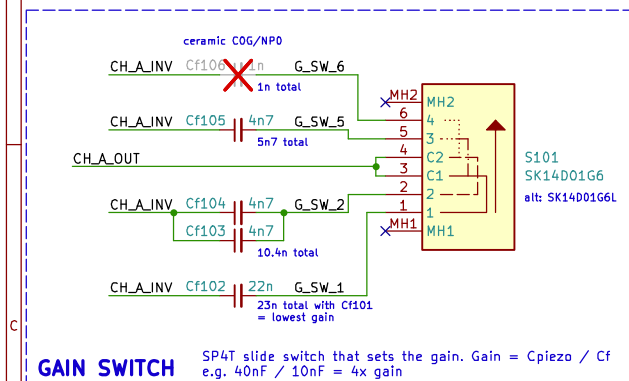 ceramic COG/NP0
CH_A_INV Cf106 1n G_SW_6
1n total
CH_A_INV Cf105 4n7 G_SW_5
5n7 total
CH_A_OUT
CH_A_INV Cf104 4n7 G_SW_2
Cf103 4n7
10.4n total
CH_A_INV Cf102 22n G_SW_1
23n total with Cf101
= lowest gain
MH2 MH2
6 4
5 3
4 C2
3 C1
2 2
1 1
MH1 MH1
S101
SK14D01G6
alt: SK14D01G6L
C
GAIN SWITCH
SP4T slide switch that sets the gain. Gain = Cpiezo / Cf
e.g. 40nF / 10nF = 4x gain